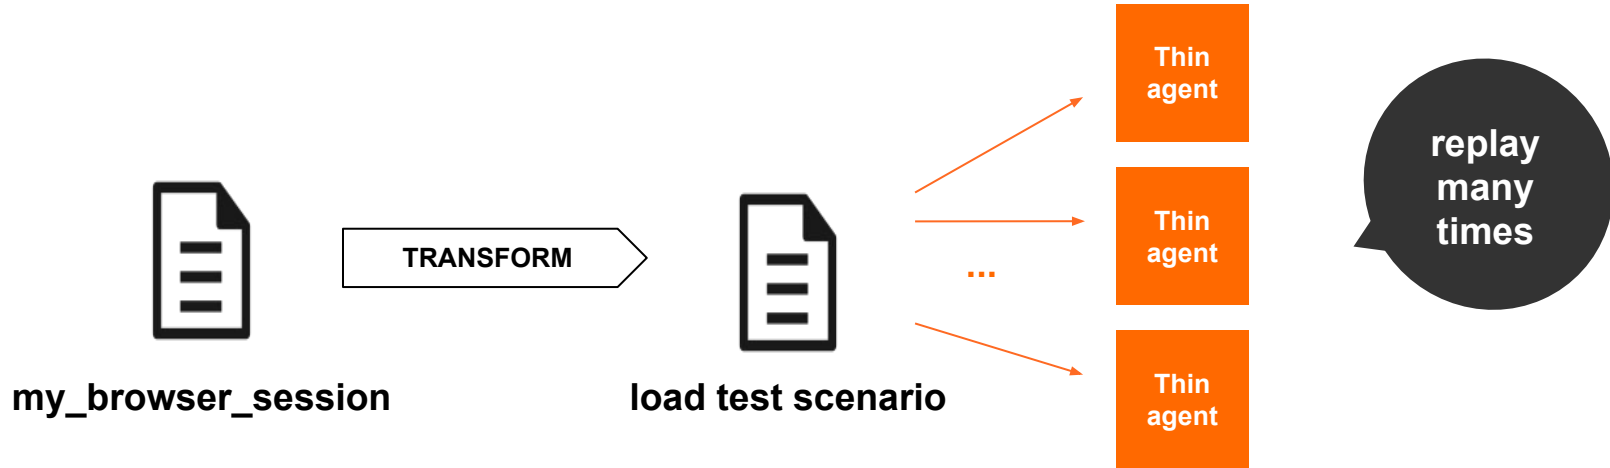 my_browser_session
TRANSFORM
load test scenario
...
Thin
agent
Thin
agent
Thin
agent
replay
many
times